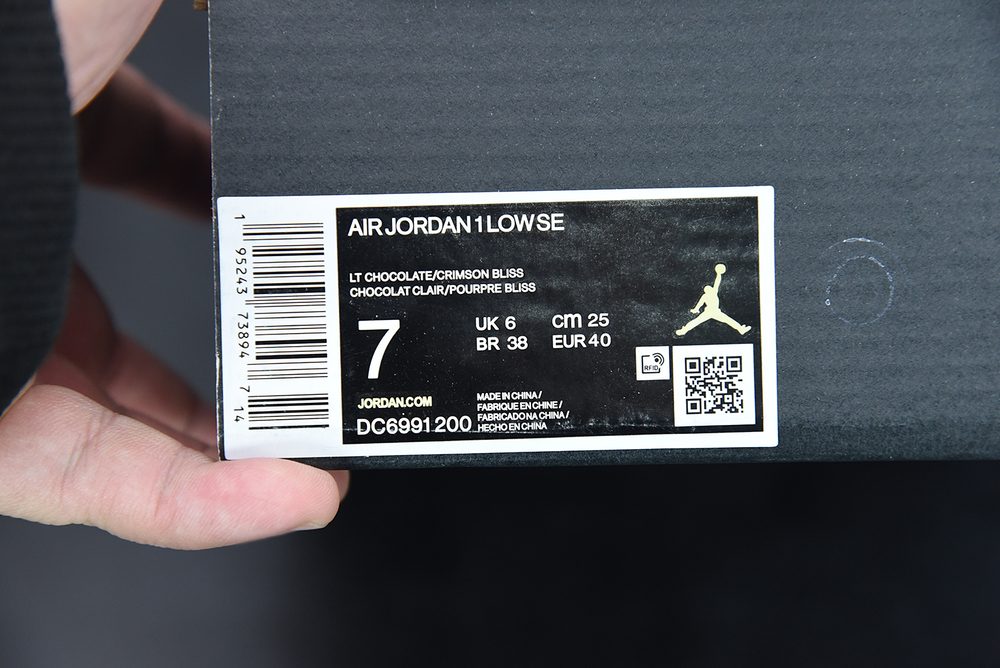 AIR JORDAN 1 LOW SE
LT CHOCOLATE/CRIMSON BLISS
CHOCOLAT CLAIR/POURPRE BLISS
7
UK 6
cm 25
BR 38
EUR 40
RFID
JORDAN.COM
DC6991 200
MADE IN CHINA /
FABRIQUE EN CHINE /
FABRICADO NA CHINA /
HECHO EN CHINA
1 95243 73894 7 14